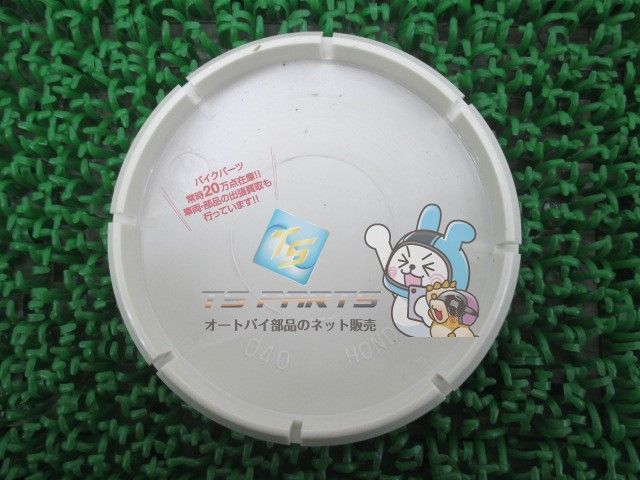 バイクパーツ
常時20万点在庫!!
車両・部品の出張買取も
行っています!!
TS
TS PARTS
オートバイ部品のネット販売
040 HOND